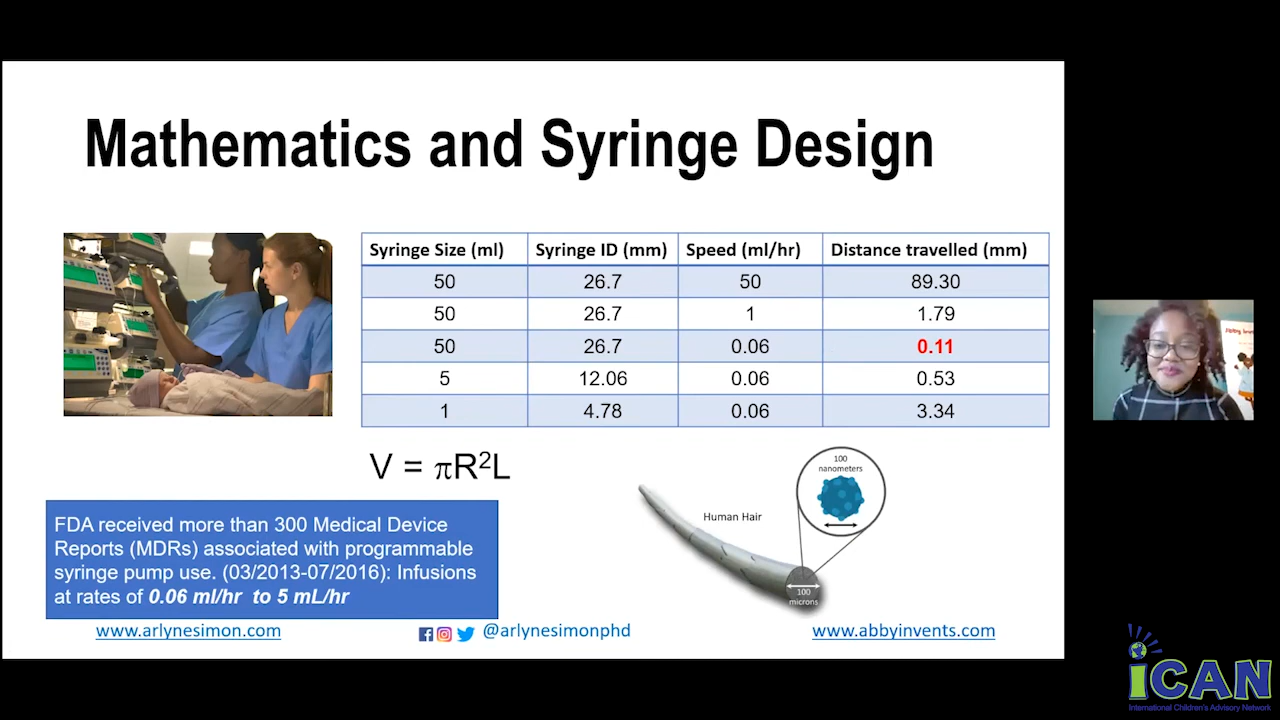 Mathematics and Syringe Design
Syringe Size (ml) Syringe ID (mm) Speed (ml/hr) Distance travelled (mm)
50 26.7 50 89.30
50 26.7 1 1.79
50 26.7 0.06 0.11
5 12.06 0.06 0.53
1 4.78 0.06 3.34
V = πR²L
100
nanometers
Human Hair
100
microns
FDA received more than 300 Medical Device
Reports (MDRs) associated with programmable
syringe pump use. (03/2013-07/2016): Infusions
at rates of 0.06 ml/hr to 5 mL/hr
www.arlynesimon.com
@arlynesimonphd
www.abbyinvents.com
iCAN
International Children's Advisory Network